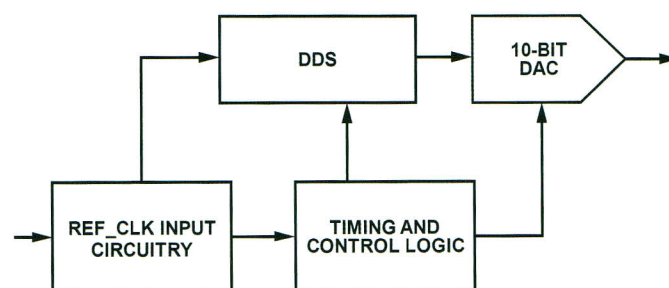 DDS
10-BIT
DAC
REF_CLK INPUT
CIRCUITRY
TIMING AND
CONTROL LOGIC